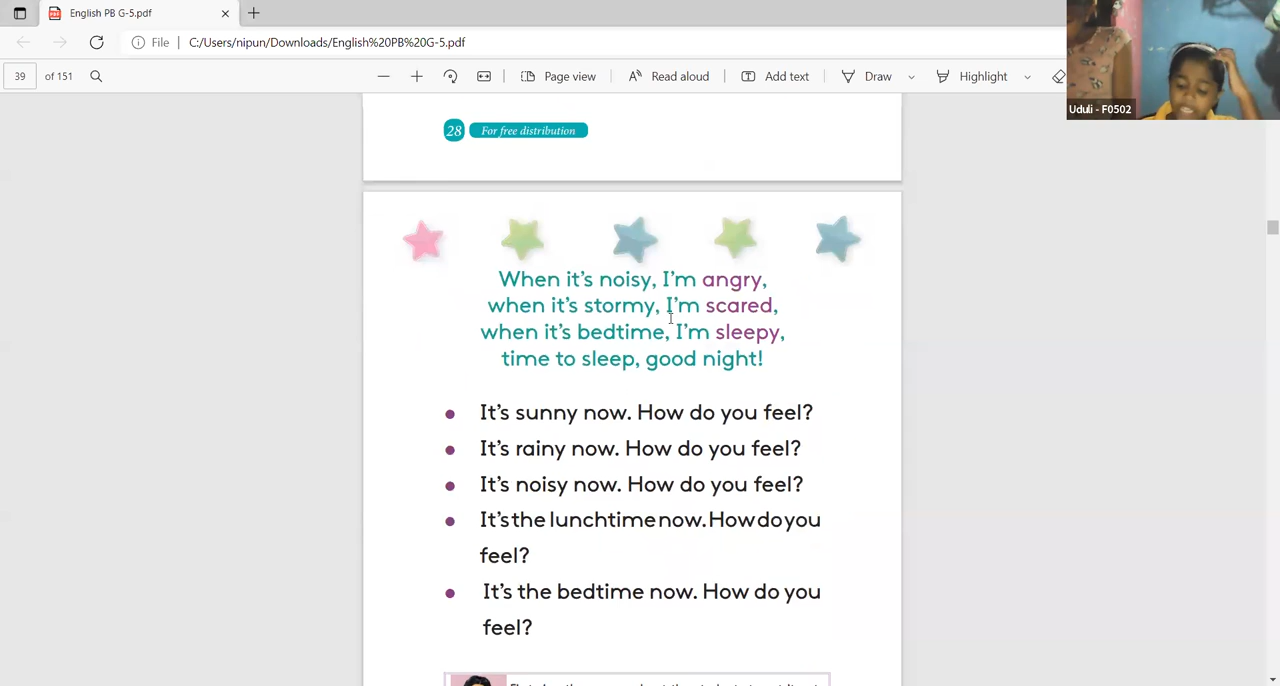 English PB G-5.pdf
File C:/Users/nipun/Downloads/English%20PB%20G-5.pdf
39 of 151 Page view Read aloud Add text Draw Highlight
Uduli - F0502
28 For free distribution
When it's noisy, I'm angry,
when it's stormy, I'm scared,
when it's bedtime, I'm sleepy,
time to sleep, good night!
It's sunny now. How do you feel?
It's rainy now. How do you feel?
It's noisy now. How do you feel?
It's the lunchtime now. How do you
feel?
It's the bedtime now. How do you
feel?